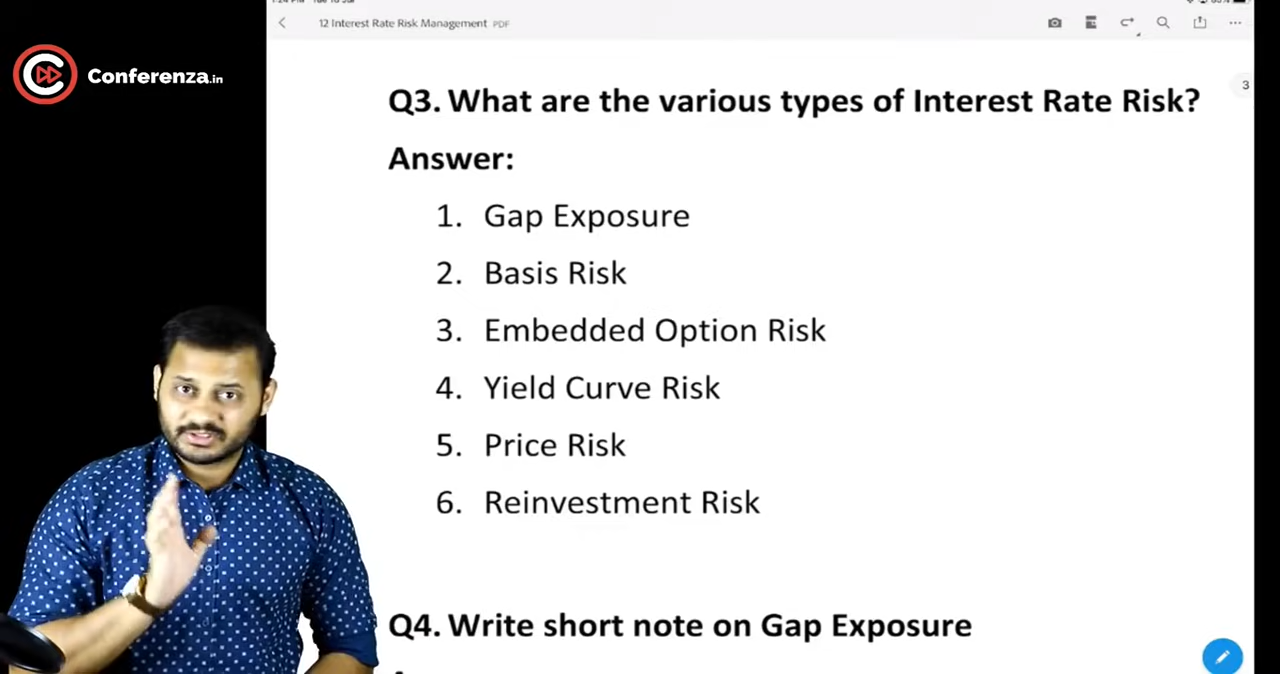 12 Interest Rate Risk Management PDF
Conferenza.in
3
Q3. What are the various types of Interest Rate Risk?
Answer:
1. Gap Exposure
2. Basis Risk
3. Embedded Option Risk
4. Yield Curve Risk
5. Price Risk
6. Reinvestment Risk
Q4. Write short note on Gap Exposure